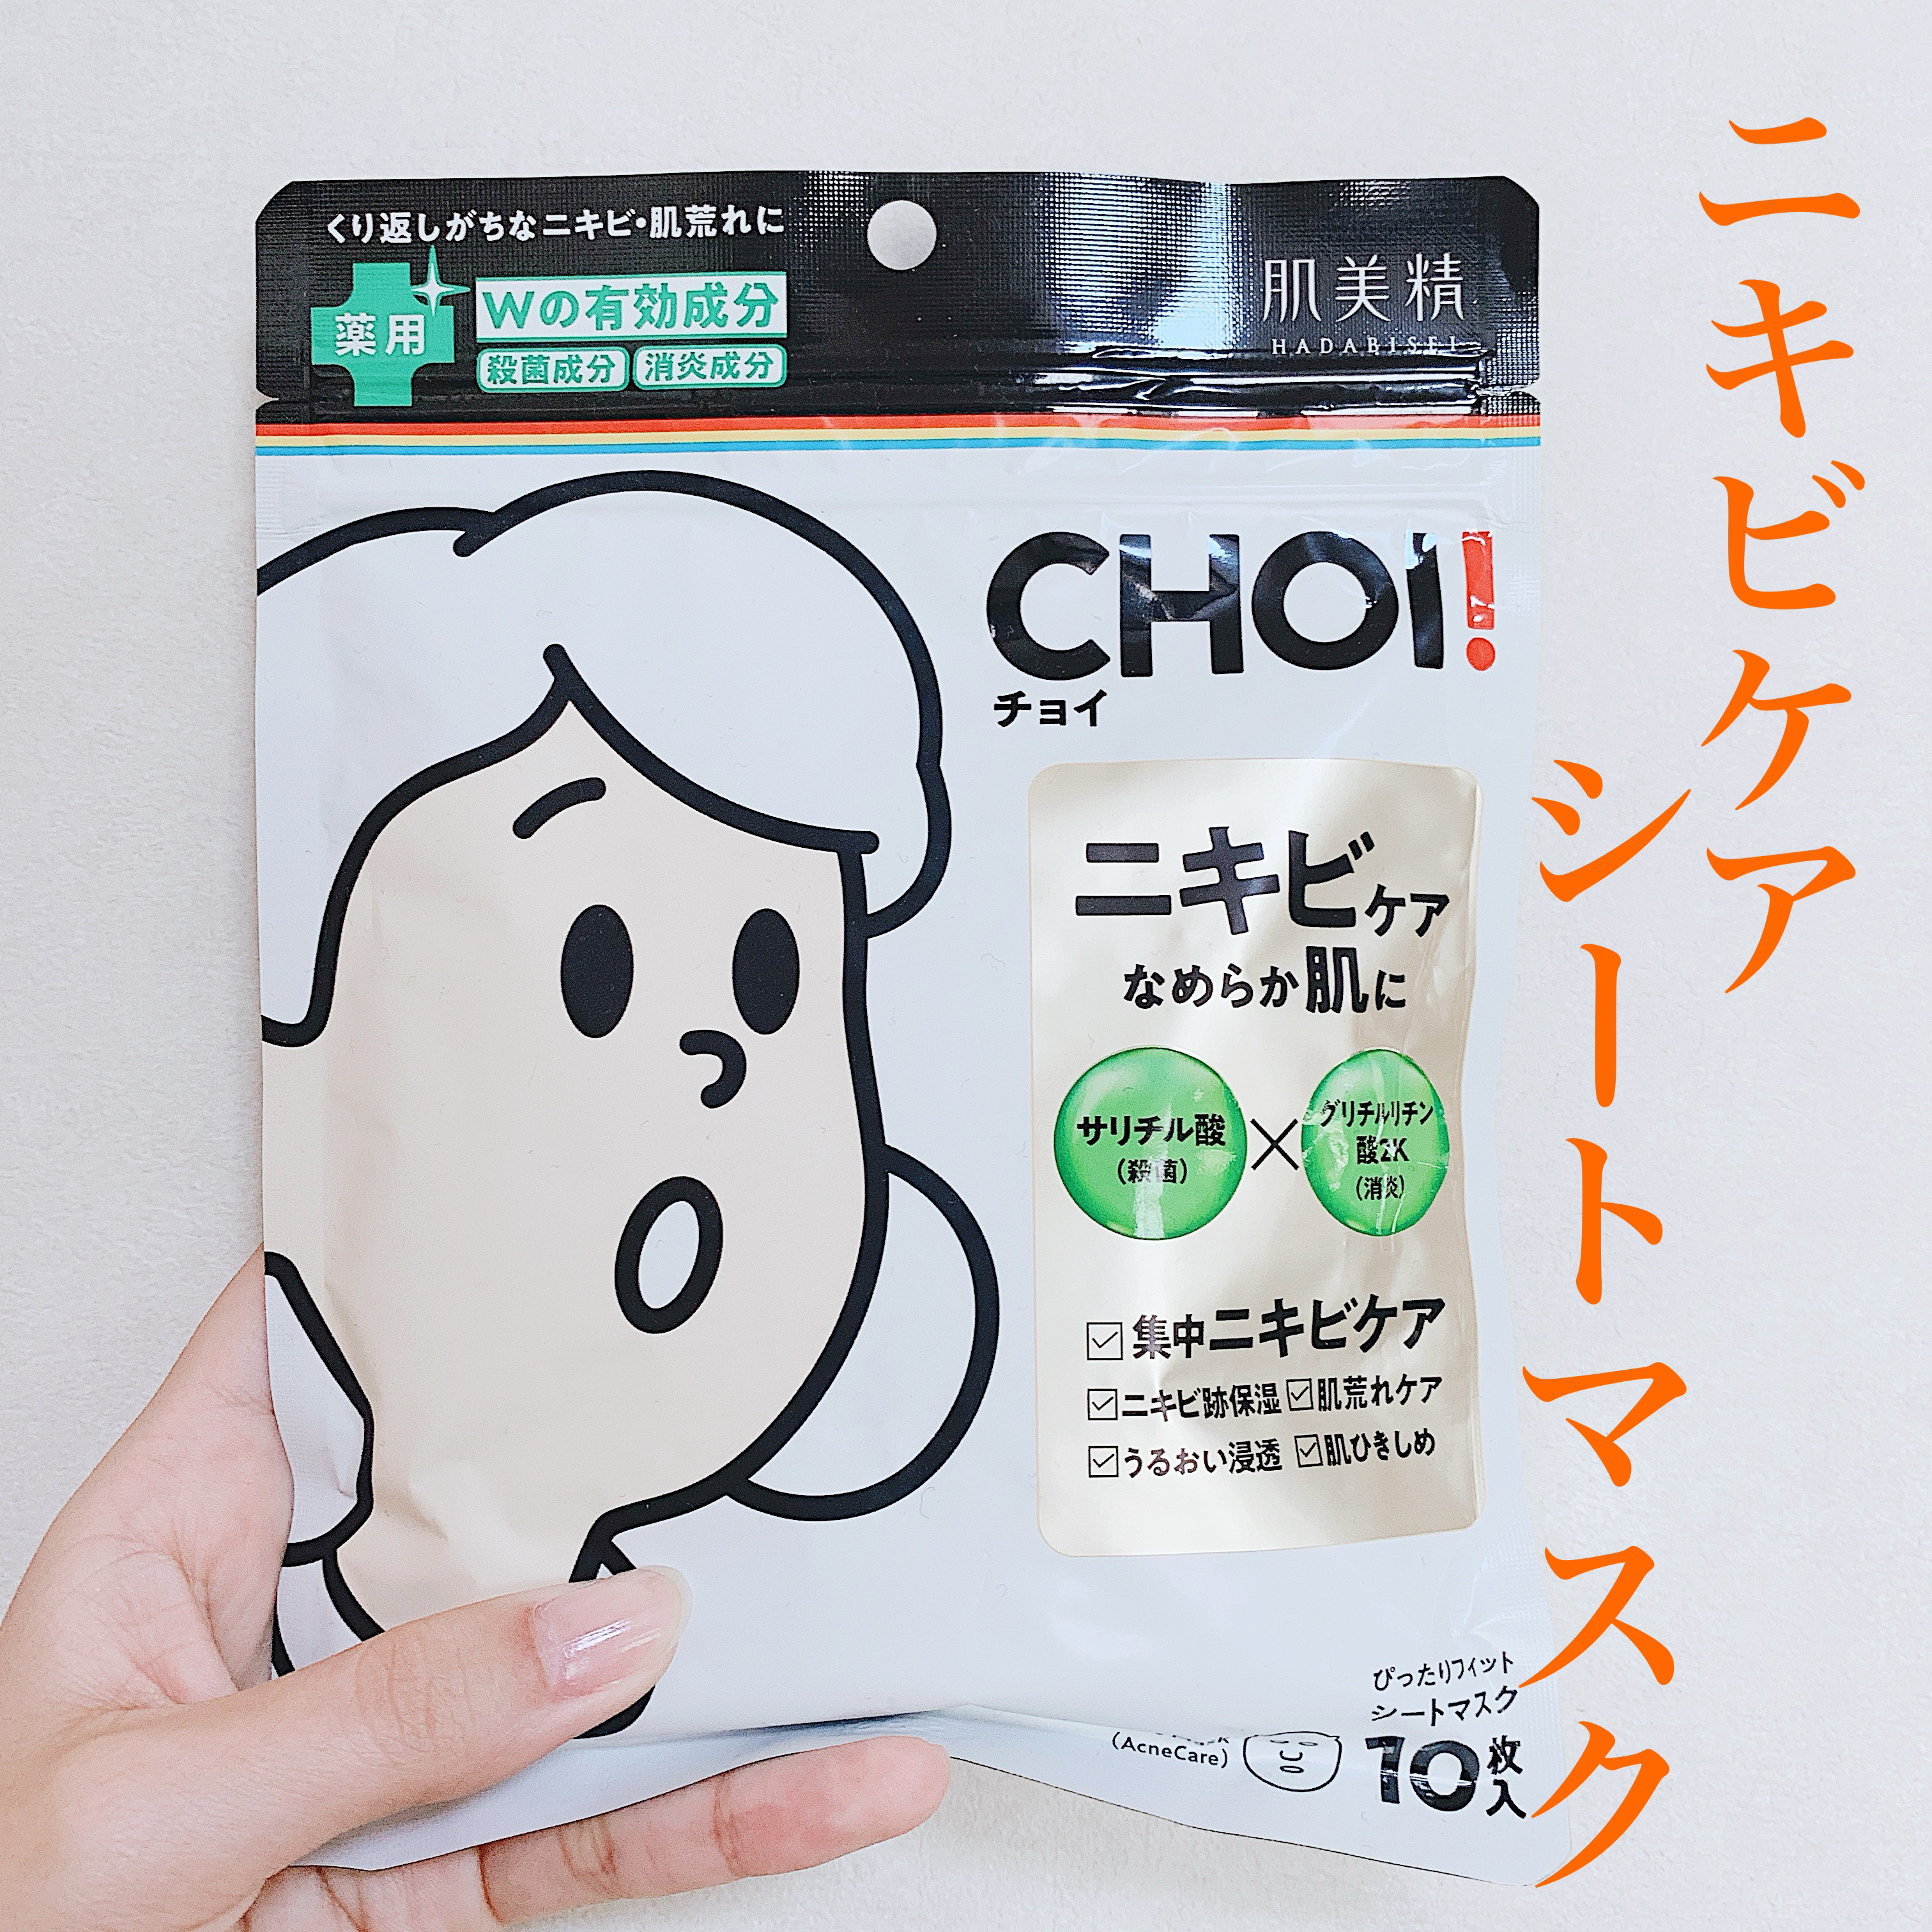 ニキビケア
シートマスク
くり返しがちなニキビ・肌荒れに
薬用
Wの有効成分
殺菌成分 消炎成分
肌美精
HADABISEI
CHOI!
チョイ
ニキビケア
なめらか肌に
サリチル酸
(殺菌)
×
グリチルリチン
酸2K
(消炎)
集中ニキビケア
ニキビ跡保湿 肌荒れケア
うるおい浸透 肌ひきしめ
ぴったりフィット
シートマスク
10枚入
(AcneCare)